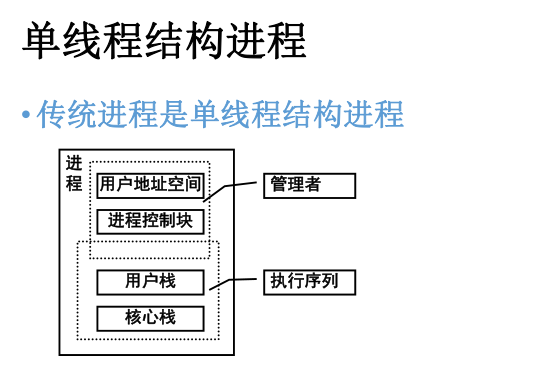 单线程结构进程
•传统进程是单线程结构进程
进
程
用户地址空间
管理者
进程控制块
用户栈
执行序列
核心栈